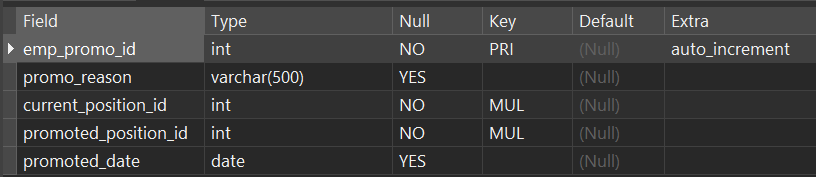 Field Type Null Key Default Extra
emp_promo_id int NO PRI (Null) auto_increment
promo_reason varchar(500) YES (Null)
current_position_id int NO MUL (Null)
promoted_position_id int NO MUL (Null)
promoted_date date YES (Null)